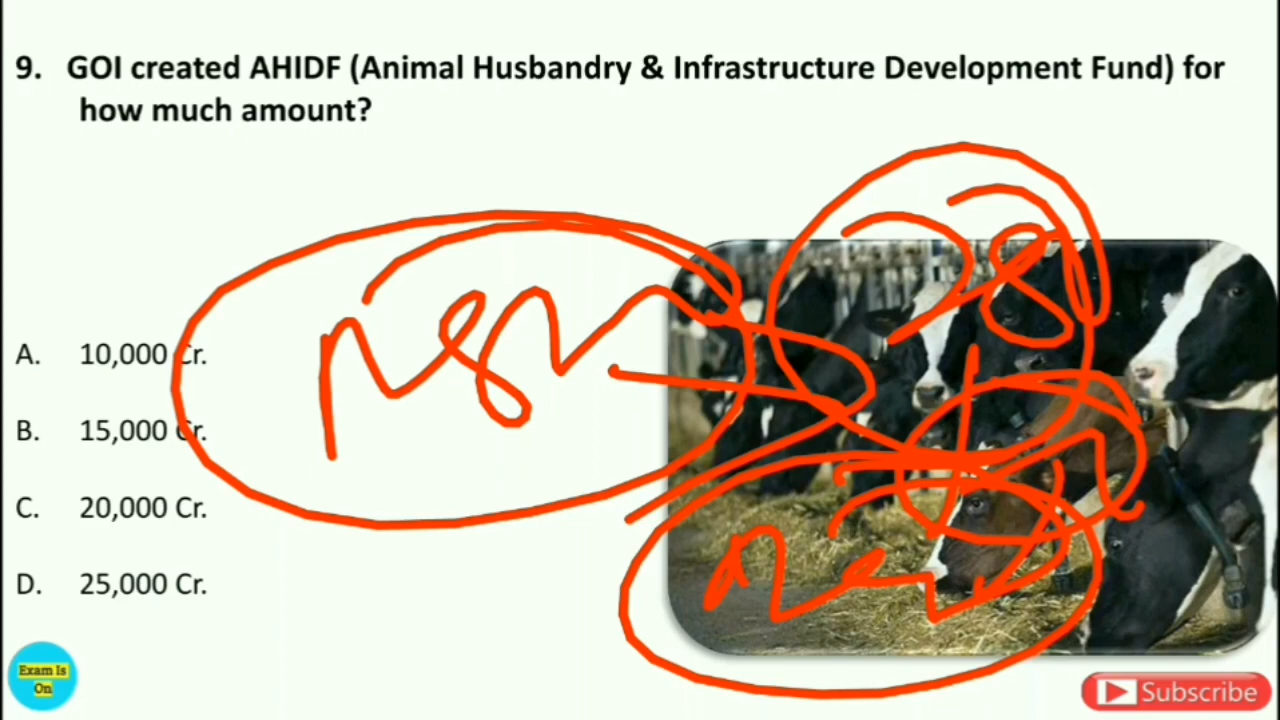 9. GOI created AHIDF (Animal Husbandry & Infrastructure Development Fund) for
how much amount?
28
A. 10,000 Cr.
B. 15,000 Cr.
C. 20,000 Cr.
D. 25,000 Cr.
Exam Is
On
Subscribe